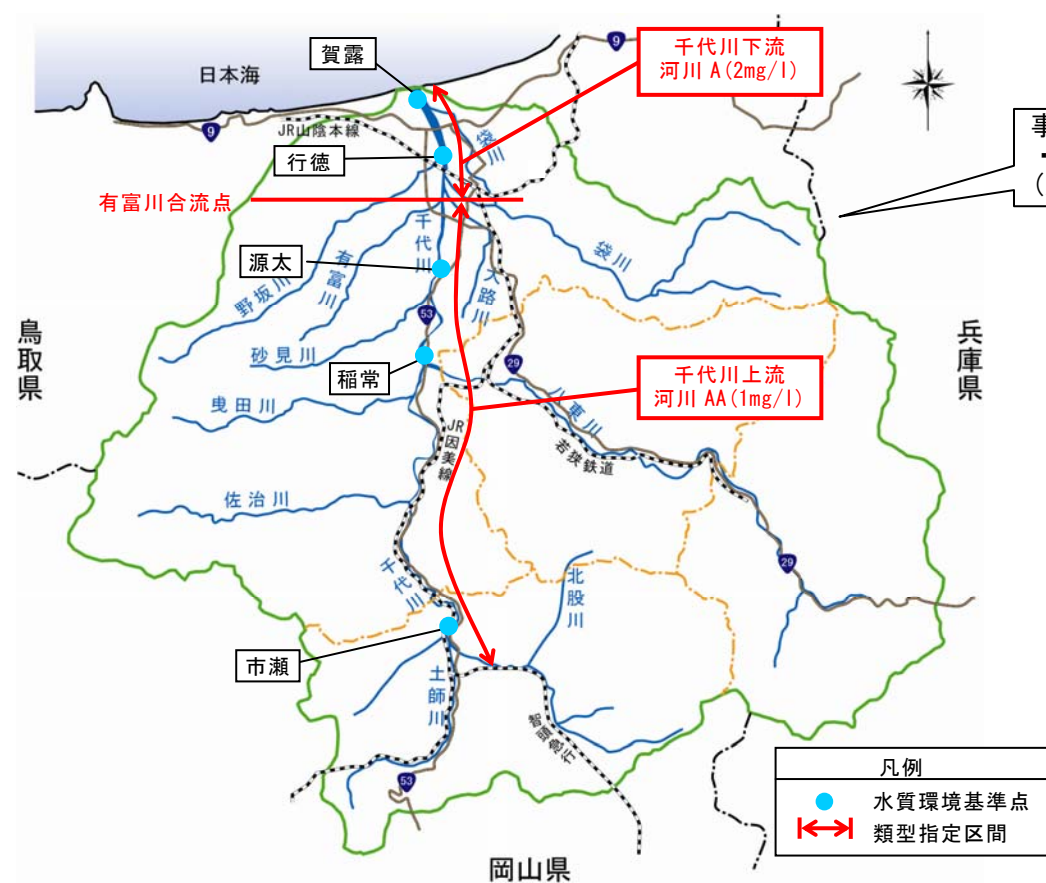 千代川下流
河川 A(2mg/l)
賀露
日本海
9
9
JR山陰本線
袋川
行徳
事
(
有富川合流点
千代川
源太
有富川
野坂川
大路川
袋川
53
砂見川
鳥取県
兵庫県
稲常
29
千代川上流
河川 AA(1mg/l)
八東川
曳田川
JR因美線
若狭鉄道
佐治川
29
千代川
北股川
市瀬
土師川
智頭急行
53
凡例
水質環境基準点
類型指定区間
岡山県